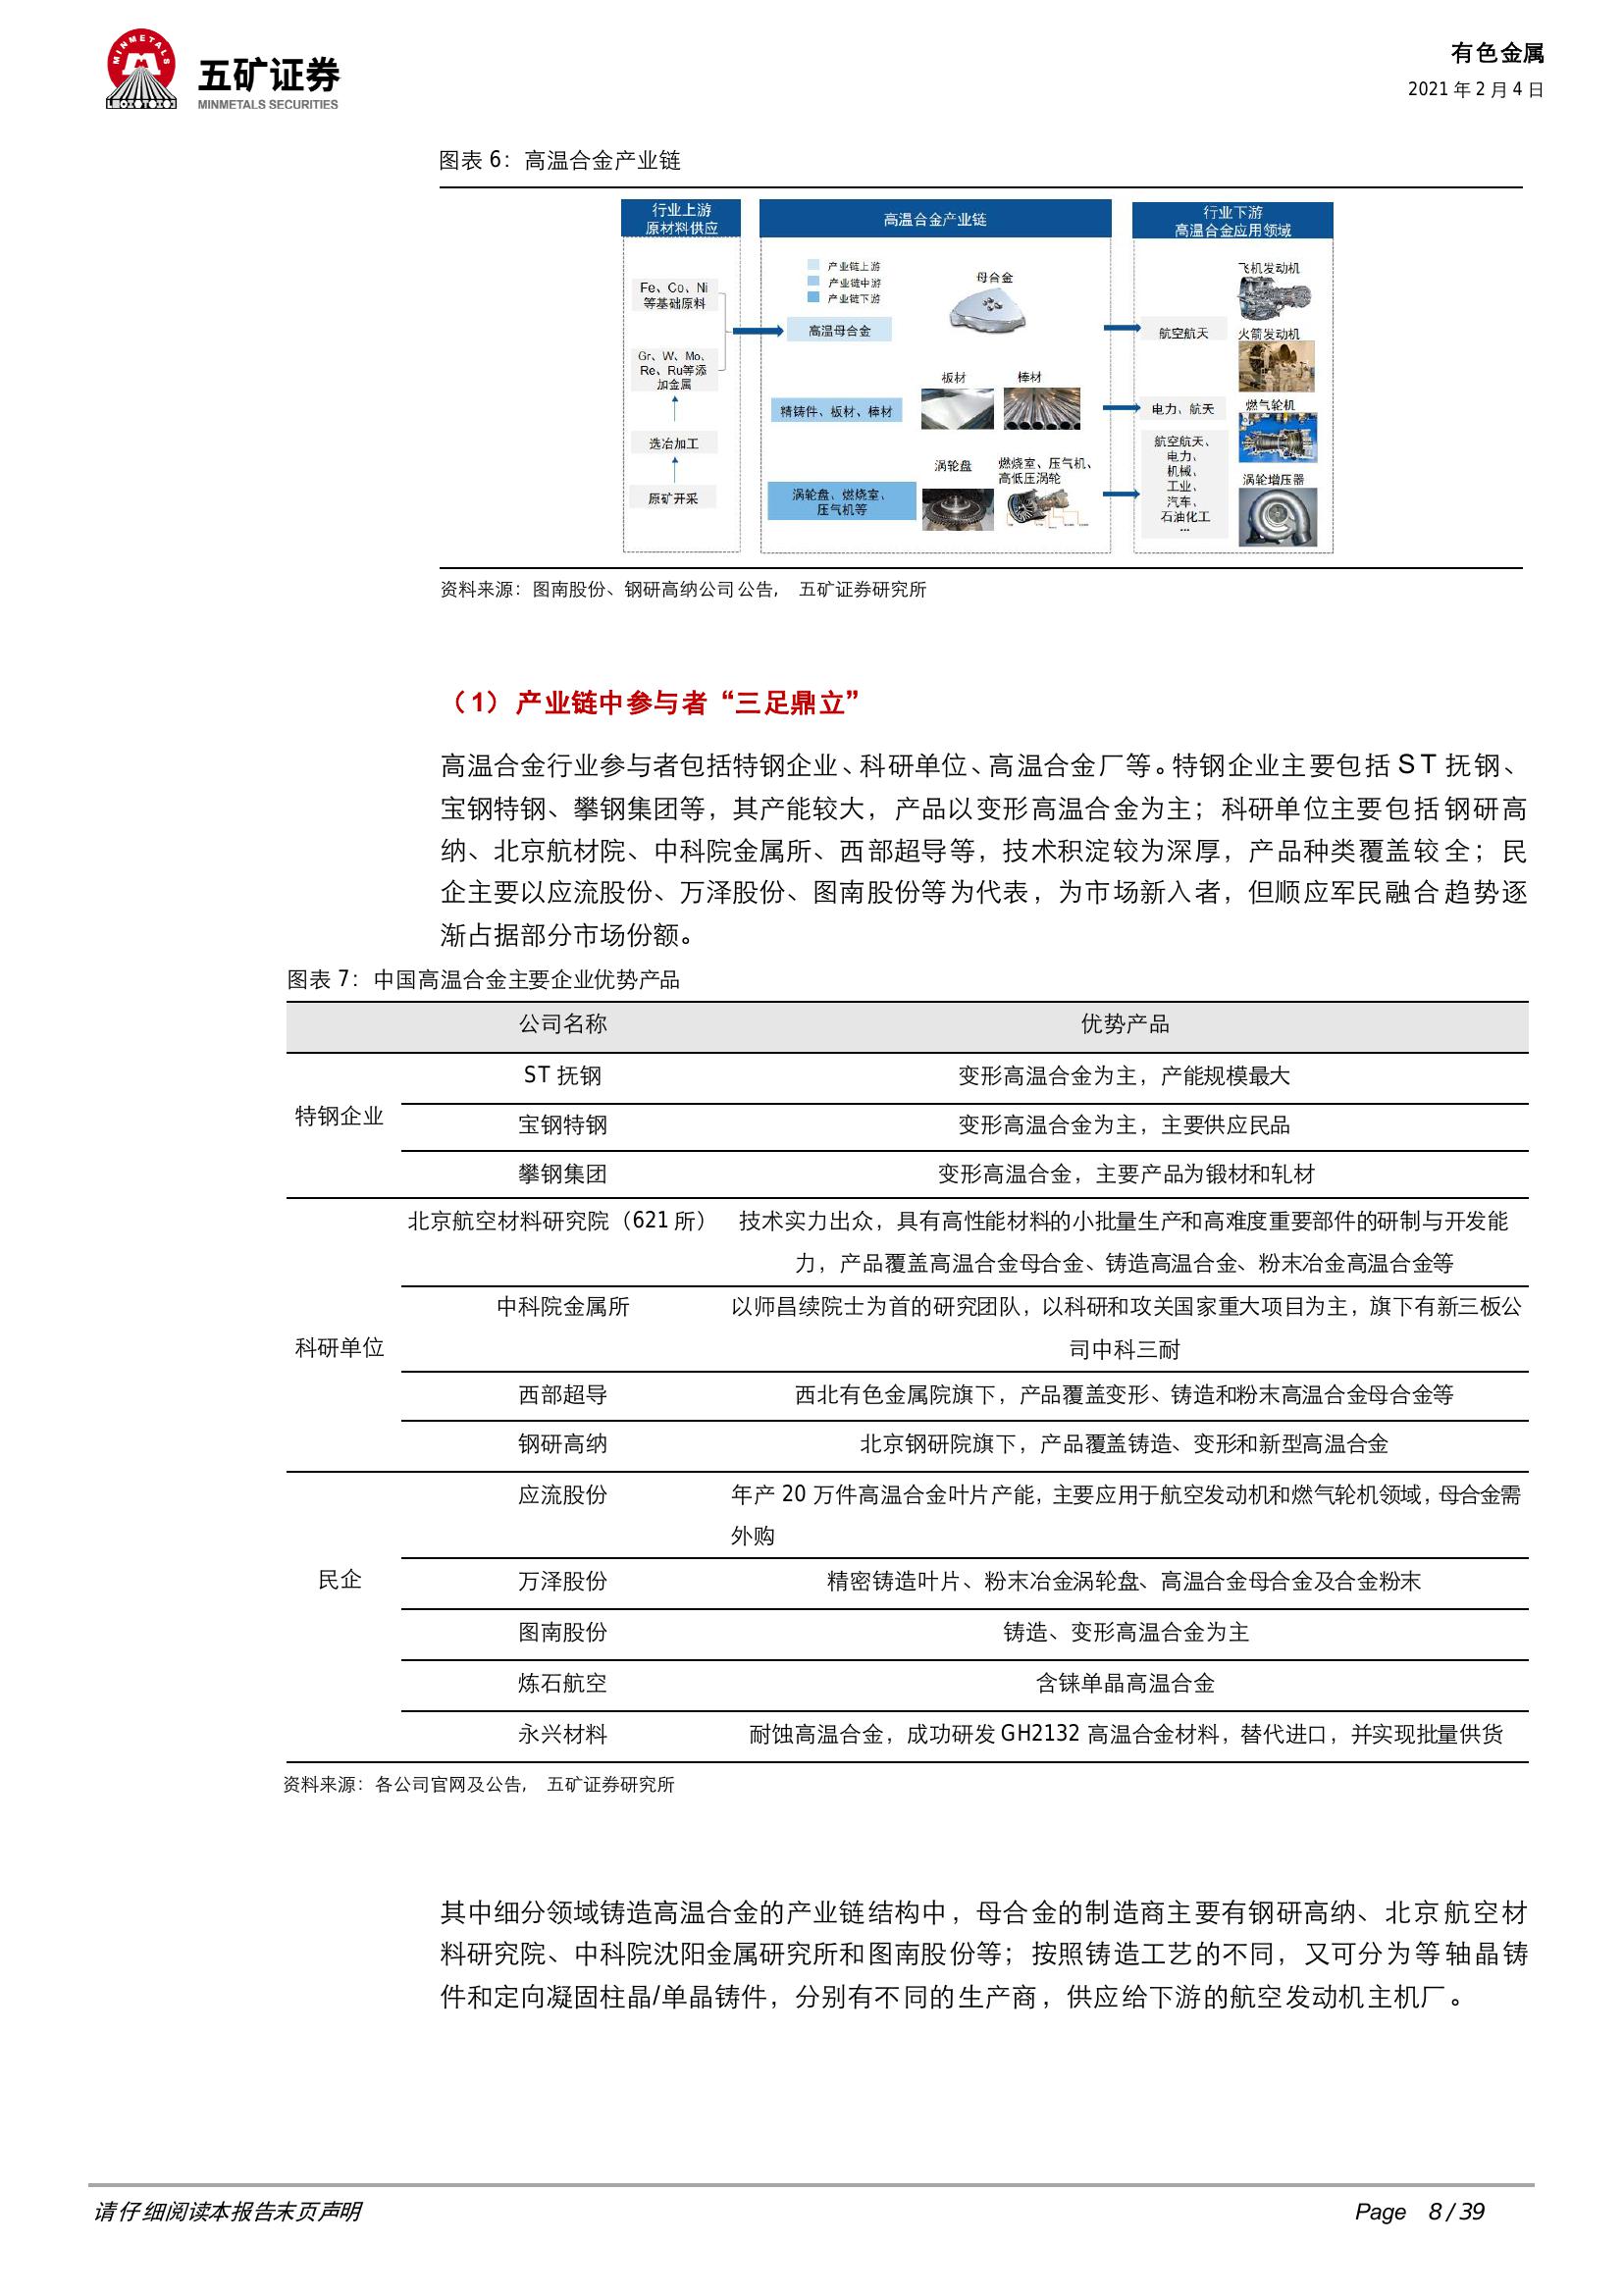 MINMETALS
五矿证券
MINMETALS SECURITIES
有色金属
2021 年 2 月 4 日
图表 6：高温合金产业链
行业上游
原材料供应
Fe、Co、Ni
等基础原料
Gr、W、Mo、
Re、Ru等添
加金属
选冶加工
原矿开采
高温合金产业链
产业链上游
产业链中游
产业链下游
母合金
高温母合金
板材
棒材
精铸件、板材、棒材
涡轮盘
燃烧室、压气机、
高低压涡轮
涡轮盘、燃烧室、
压气机等
行业下游
高温合金应用领域
飞机发动机
航空航天
火箭发动机
电力、航天
燃气轮机
航空航天、
电力、
机械、
工业、
汽车、
石油化工
...
涡轮增压器
资料来源：图南股份、钢研高纳公司公告， 五矿证券研究所
（1）产业链中参与者“三足鼎立”
高温合金行业参与者包括特钢企业、科研单位、高温合金厂等。特钢企业主要包括 ST 抚钢、
宝钢特钢、攀钢集团等，其产能较大，产品以变形高温合金为主；科研单位主要包括钢研高
纳、北京航材院、中科院金属所、西部超导等，技术积淀较为深厚，产品种类覆盖较全；民
企主要以应流股份、万泽股份、图南股份等为代表，为市场新入者，但顺应军民融合趋势逐
渐占据部分市场份额。
图表 7：中国高温合金主要企业优势产品
公司名称 优势产品
特钢企业
ST 抚钢 变形高温合金为主，产能规模最大
宝钢特钢 变形高温合金为主，主要供应民品
攀钢集团 变形高温合金，主要产品为锻材和轧材
科研单位
北京航空材料研究院（621 所） 技术实力出众，具有高性能材料的小批量生产和高难度重要部件的研制与开发能
力，产品覆盖高温合金母合金、铸造高温合金、粉末冶金高温合金等
中科院金属所 以师昌续院士为首的研究团队，以科研和攻关国家重大项目为主，旗下有新三板公
司中科三耐
西部超导 西北有色金属院旗下，产品覆盖变形、铸造和粉末高温合金母合金等
钢研高纳 北京钢研院旗下，产品覆盖铸造、变形和新型高温合金
民企
应流股份 年产 20 万件高温合金叶片产能，主要应用于航空发动机和燃气轮机领域，母合金需
外购
万泽股份 精密铸造叶片、粉末冶金涡轮盘、高温合金母合金及合金粉末
图南股份 铸造、变形高温合金为主
炼石航空 含铼单晶高温合金
永兴材料 耐蚀高温合金，成功研发 GH2132 高温合金材料，替代进口，并实现批量供货
资料来源：各公司官网及公告， 五矿证券研究所
其中细分领域铸造高温合金的产业链结构中，母合金的制造商主要有钢研高纳、北京航空材
料研究院、中科院沈阳金属研究所和图南股份等；按照铸造工艺的不同，又可分为等轴晶铸
件和定向凝固柱晶/单晶铸件，分别有不同的生产商，供应给下游的航空发动机主机厂。
请仔细阅读本报告末页声明
Page 8 / 39